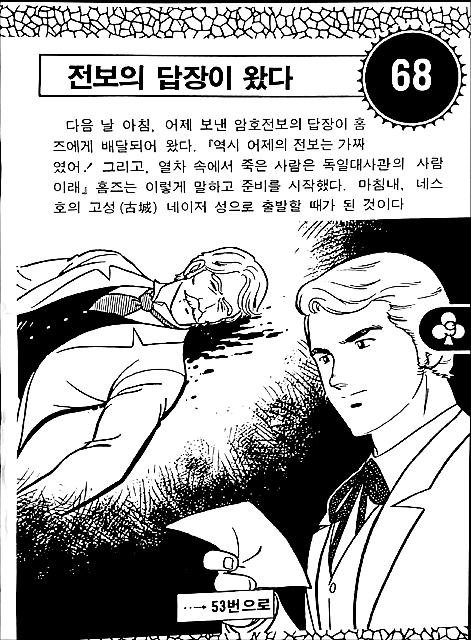 전보의 답장이 왔다
68
다음 날 아침, 어제 보낸 암호전보의 답장이 홈
즈에게 배달되어 왔다. 『역시 어제의 전보는 가짜
였어! 그리고, 열차 속에서 죽은 사람은 독일대사관의 사람
이래』 홈즈는 이렇게 말하고 준비를 시작했다. 마침내, 네스
호의 고성(古城) 네이저 성으로 출발할 때가 된 것이다
···→ 53번으로